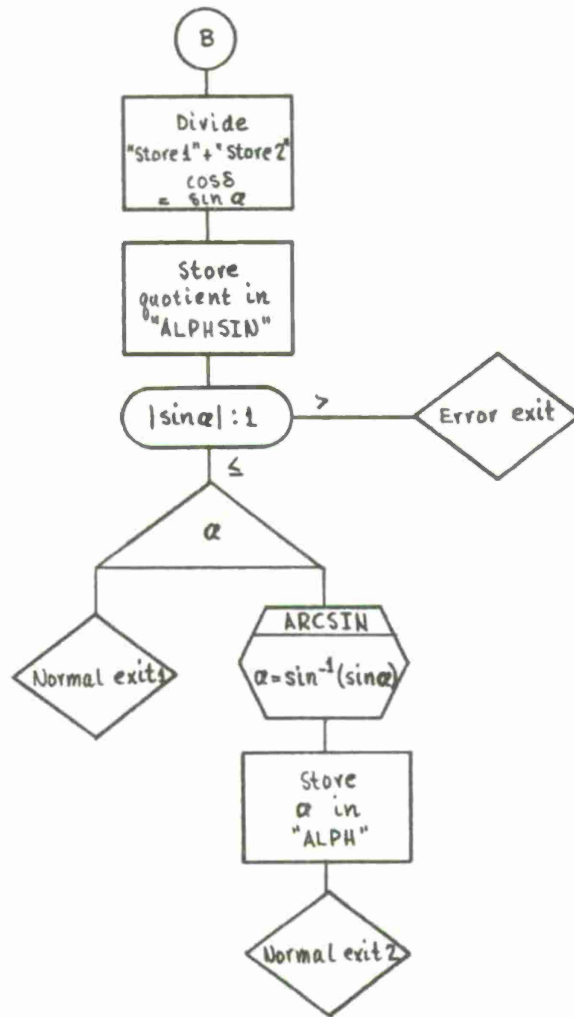 B
Divide
"Store 1" + "Store 2"
cosδ
= sin α
Store
quotient in
"ALPHSIN"
|sin α| : 1
>
Error exit
≤
α
Normal exit 1
ARCSIN
α = sin⁻¹(sin α)
Store
α in
"ALPH"
Normal exit 2